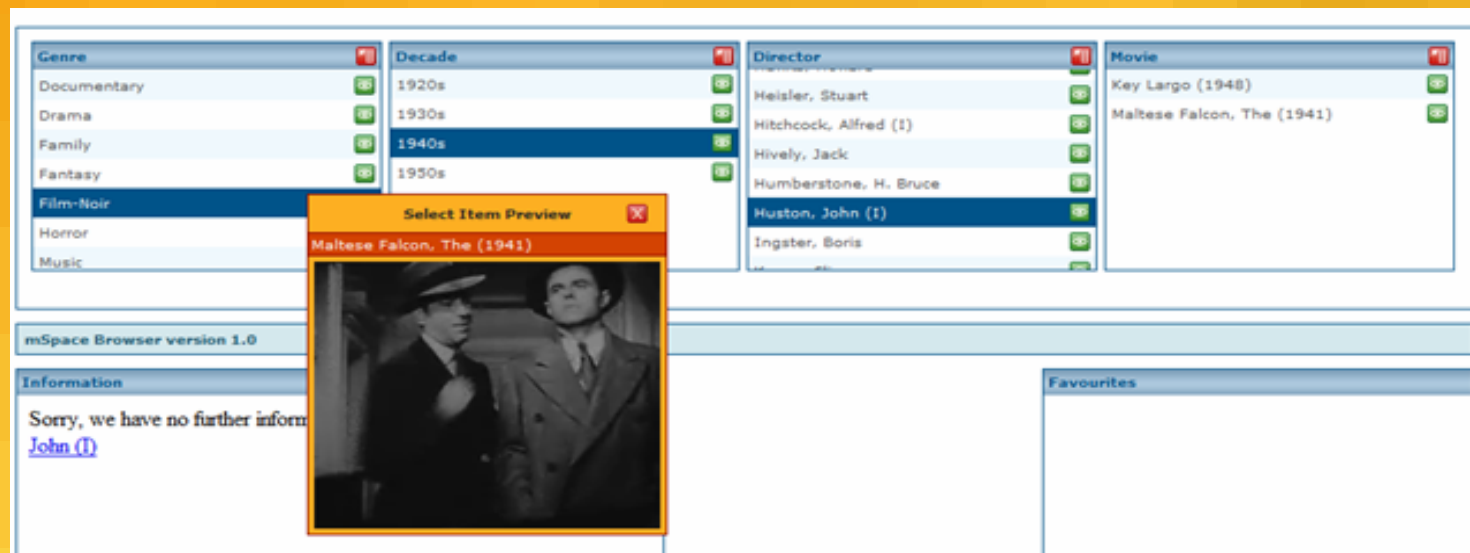 Genre
Documentary
Drama
Family
Fantasy
Film-Noir
Horror
Music
Decade
1920s
1930s
1940s
1950s
Director
Heisler, Stuart
Hitchcock, Alfred (I)
Hively, Jack
Humberstone, H. Bruce
Huston, John (I)
Ingster, Boris
Movie
Key Largo (1948)
Maltese Falcon, The (1941)
Select Item Preview
Maltese Falcon, The (1941)
mSpace Browser version 1.0
Information
Sorry, we have no further inform
John (I)
Favourites